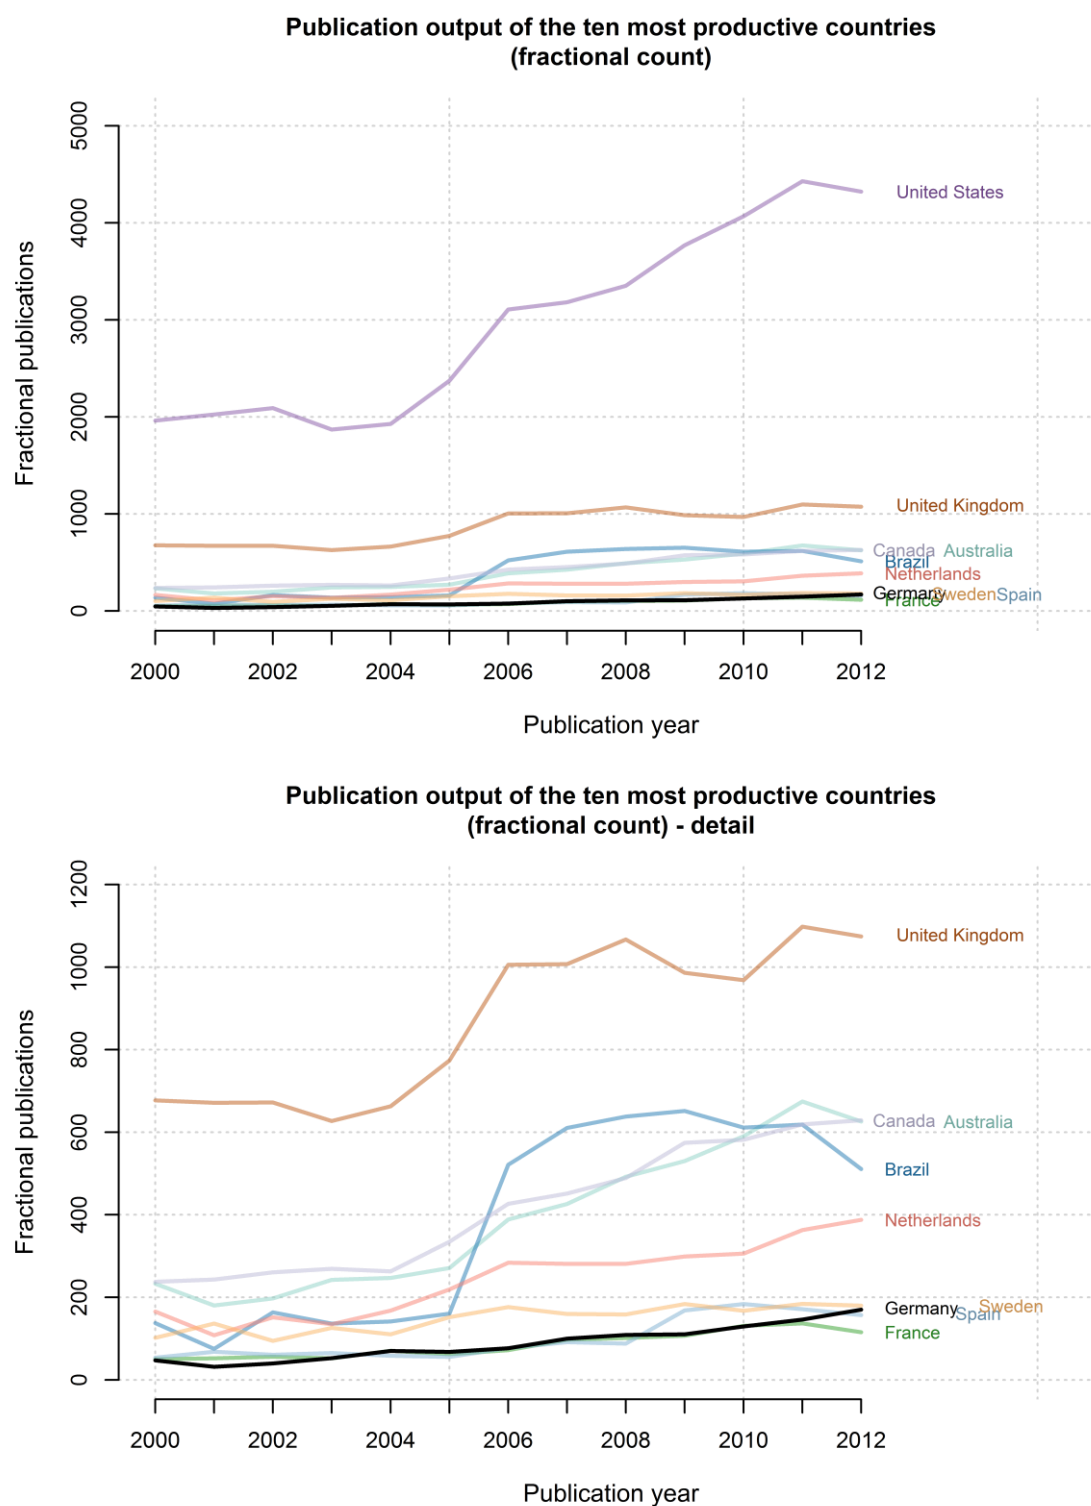 Publication output of the ten most productive countries
(fractional count)
Fractional publications
5000
4000
3000
2000
1000
0
United States
United Kingdom
Canada Australia
Brazil
Netherlands
Germany Sweden Spain
France
2000 2002 2004 2006 2008 2010 2012
Publication year
Publication output of the ten most productive countries
(fractional count) - detail
Fractional publications
1200
1000
800
600
400
200
0
United Kingdom
Canada Australia
Brazil
Netherlands
Germany Sweden
Spain
France
2000 2002 2004 2006 2008 2010 2012
Publication year